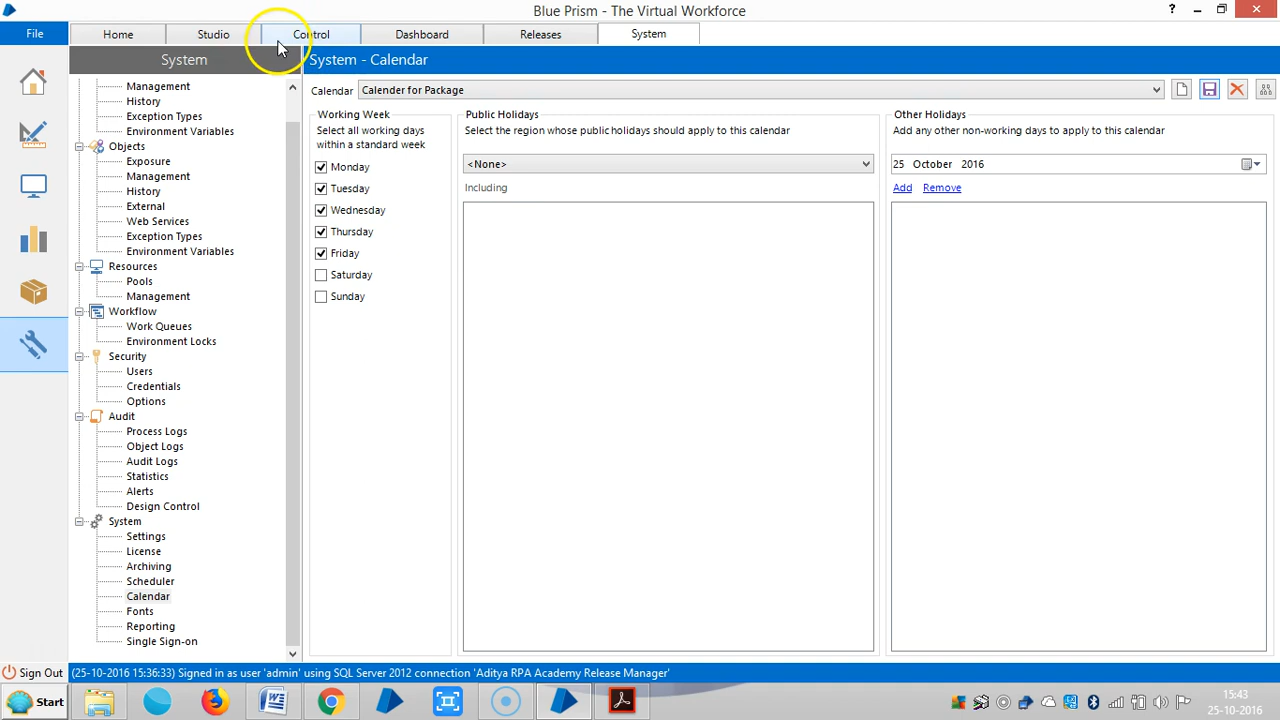 Blue Prism - The Virtual Workforce
?
File
Home
Studio
Control
Dashboard
Releases
System
System
System - Calendar
Management
History
Exception Types
Environment Variables
Objects
Exposure
Management
History
External
Web Services
Exception Types
Environment Variables
Resources
Pools
Management
Workflow
Work Queues
Environment Locks
Security
Users
Credentials
Options
Audit
Process Logs
Object Logs
Audit Logs
Statistics
Alerts
Design Control
System
Settings
License
Archiving
Scheduler
Calendar
Fonts
Reporting
Single Sign-on
Calendar
Calender for Package
Working Week
Select all working days
within a standard week
Monday
Tuesday
Wednesday
Thursday
Friday
Saturday
Sunday
Public Holidays
Select the region whose public holidays should apply to this calendar
<None>
Including
Other Holidays
Add any other non-working days to apply to this calendar
25 October 2016
Add Remove
Sign Out
(25-10-2016 15:36:33) Signed in as user 'admin' using SQL Server 2012 connection 'Aditya RPA Academy Release Manager'
Start
15:43
25-10-2016